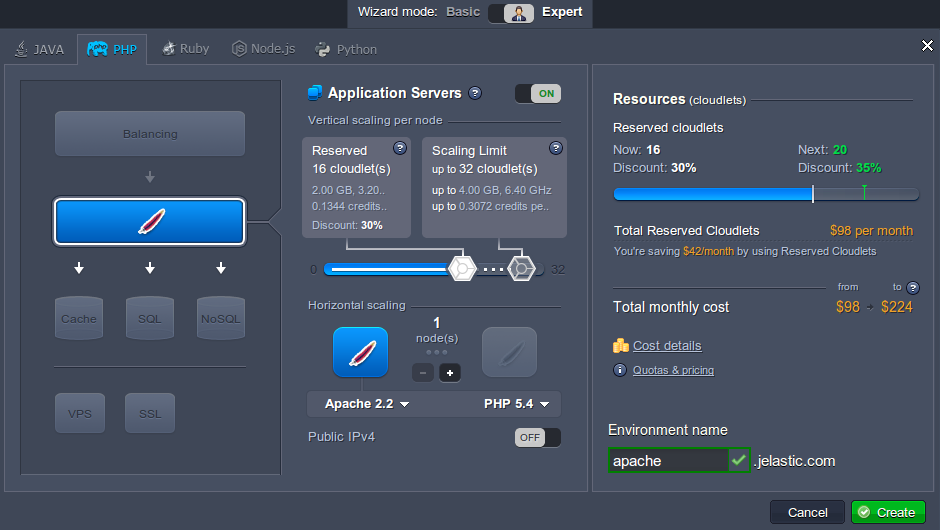 Wizard mode: Basic Expert
JAVA PHP Ruby Node.js Python
Balancing
Cache SQL NoSQL
VPS SSL
Application Servers ? ON
Vertical scaling per node
Reserved ?
16 cloudlet(s)
2.00 GB, 3.20..
0.1344 credits..
Discount: 30%
Scaling Limit ?
up to 32 cloudlet(s)
up to 4.00 GB, 6.40 GHz
up to 0.3072 credits pe..
0 32
Horizontal scaling
1
node(s)
Apache 2.2 PHP 5.4
Public IPv4 OFF
Resources (cloudlets)
Reserved cloudlets
Now: 16 Next: 20
Discount: 30% Discount: 35%
Total Reserved Cloudlets $98 per month
You're saving $42/month by using Reserved Cloudlets
from to ?
Total monthly cost $98 $224
Cost details
Quotas & pricing
Environment name
apache .jelastic.com
Cancel Create